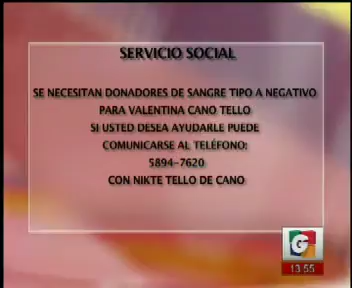 SERVICIO SOCIAL
SE NECESITAN DONADORES DE SANGRE TIPO A NEGATIVO
PARA VALENTINA CANO TELLO
SI USTED DESEA AYUDARLE PUEDE
COMUNICARSE AL TELÉFONO:
5894-7620
CON NIKTE TELLO DE CANO
G
13:55